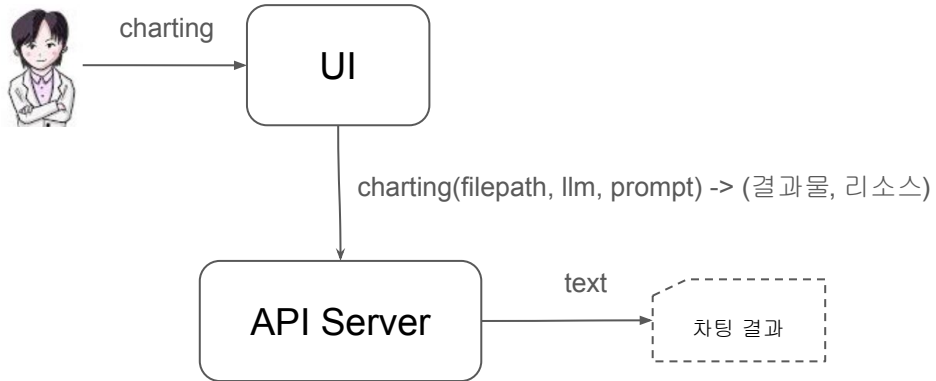 charting
UI
charting(filepath, llm, prompt) -> (결과물, 리소스)
API Server
text
차팅 결과